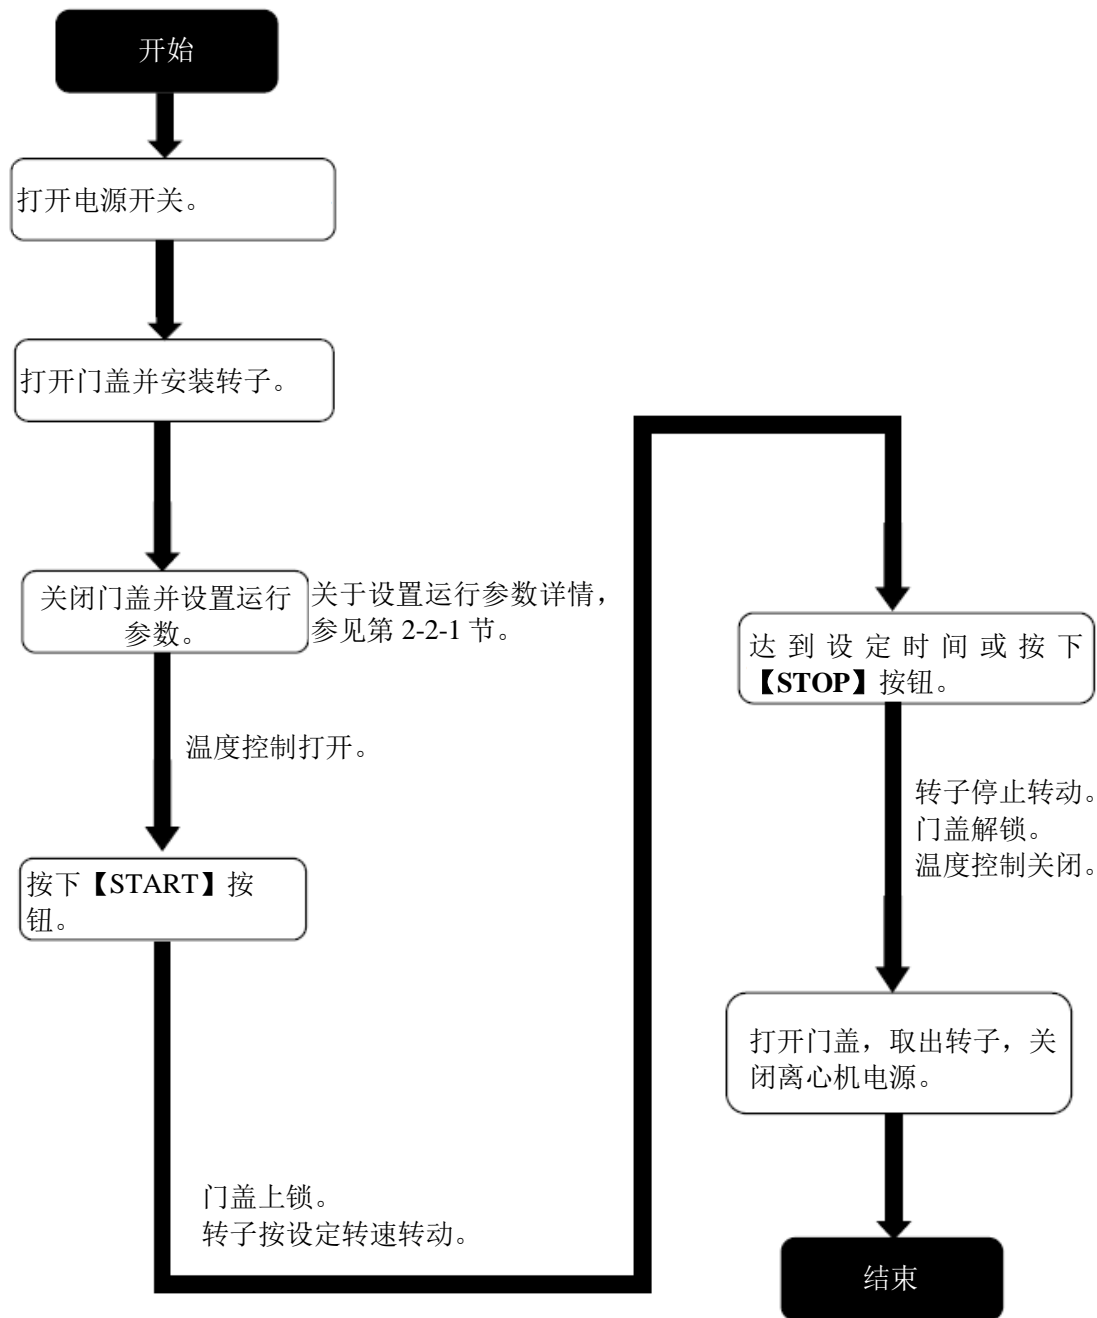 开始
打开电源开关。
打开门盖并安装转子。
关闭门盖并设置运行
参数。
关于设置运行参数详情，
参见第 2-2-1 节。
温度控制打开。
按下【START】按
钮。
门盖上锁。
转子按设定转速转动。
达到设定时间或按下
【STOP】按钮。
转子停止转动。
门盖解锁。
温度控制关闭。
打开门盖，取出转子，关
闭离心机电源。
结束